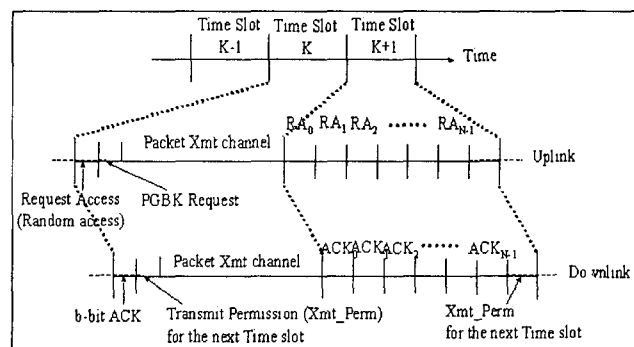 Time Slot Time Slot Time Slot
K-1 K K+1
Time
RA0 RA1 RA2 ...... RAN-1
Packet Xmt channel
Uplink
Request Access
(Random access)
PGBK Request
ACK0 ACK1 ACK2 ...... ACKN-1
Packet Xmt channel
Downlink
b-bit ACK
Transmit Permission (Xmt_Perm)
for the next Time slot
Xmt_Perm
for the next Time slot